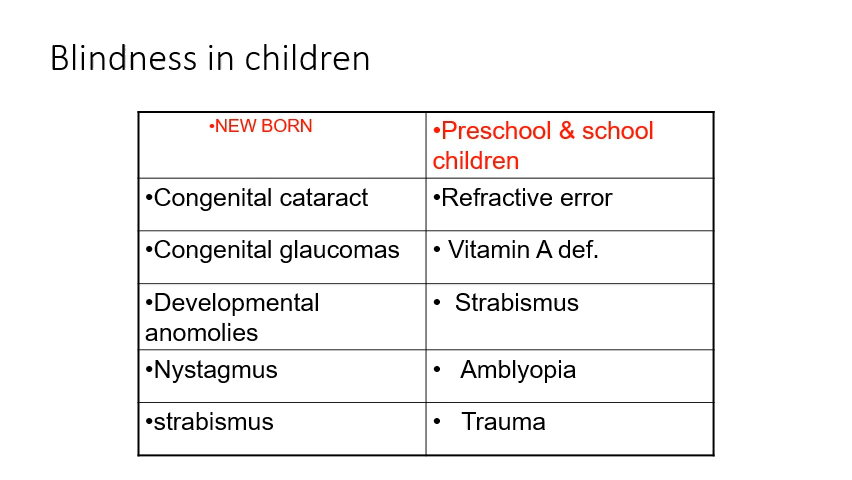 Blindness in children
•NEW BORN
•Preschool & school
children
•Congenital cataract
•Refractive error
•Congenital glaucomas
• Vitamin A def.
•Developmental
anomolies
• Strabismus
•Nystagmus
• Amblyopia
•strabismus
• Trauma